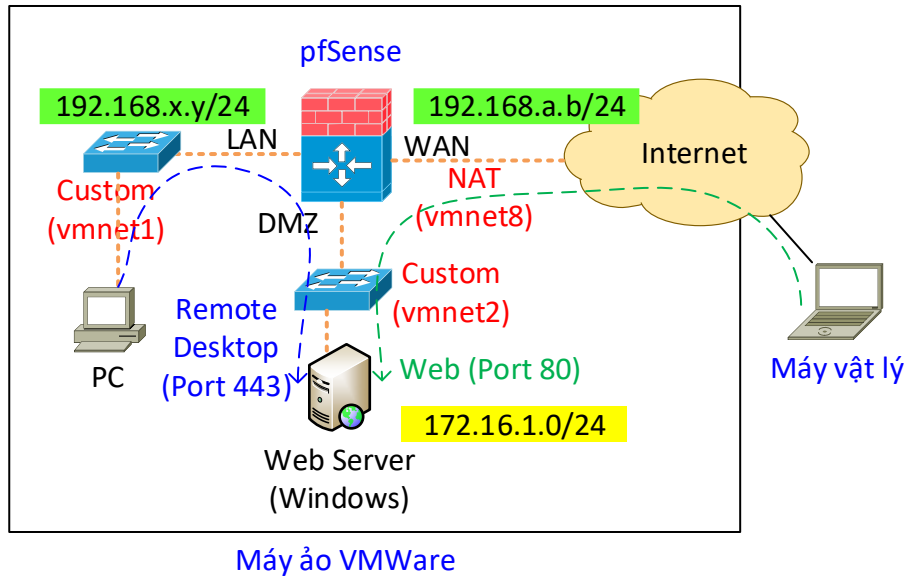 pfSense
192.168.x.y/24
192.168.a.b/24
LAN
WAN
Internet
Custom
(vmnet1)
NAT
(vmnet8)
DMZ
Custom
(vmnet2)
PC
Remote
Desktop
(Port 443)
Web (Port 80)
Máy vật lý
172.16.1.0/24
Web Server
(Windows)
Máy ảo VMWare